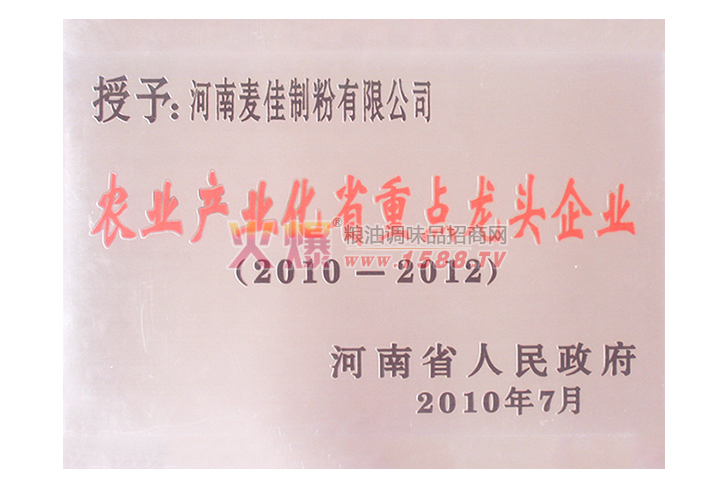 授予：河南麦佳制粉有限公司
农业产业化省重点龙头企业
火爆®粮油调味品招商网
www.1588.TV
（2010－2012）
河南省人民政府
2010年7月